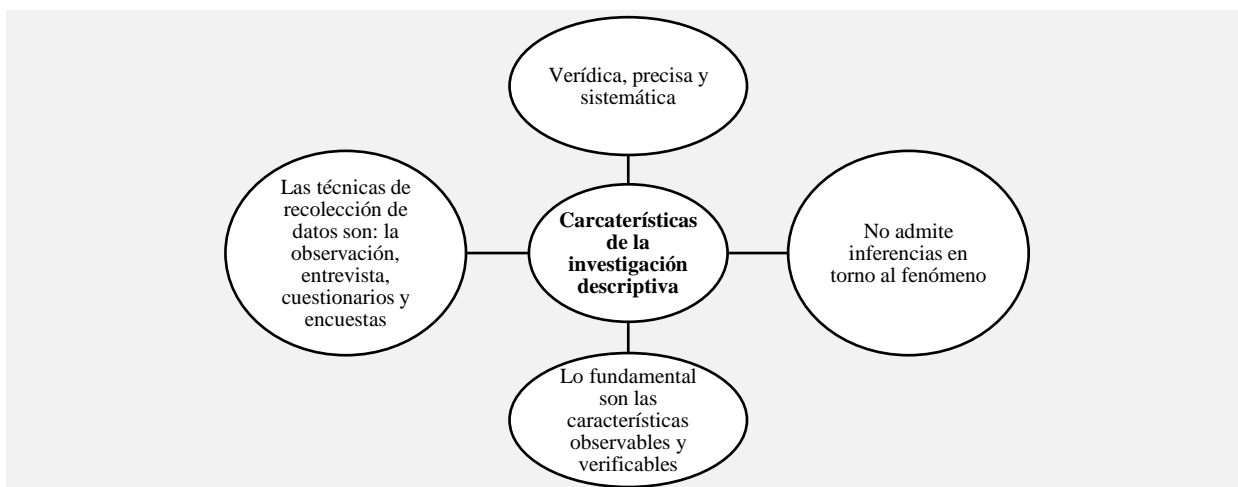 Verídica, precisa y
sistemática
Las técnicas de
recolección de
datos son: la
observación,
entrevista,
cuestionarios y
encuestas
Carcaterísticas
de la
investigación
descriptiva
No admite
inferencias en
torno al fenómeno
Lo fundamental
son las
características
observables y
verificables